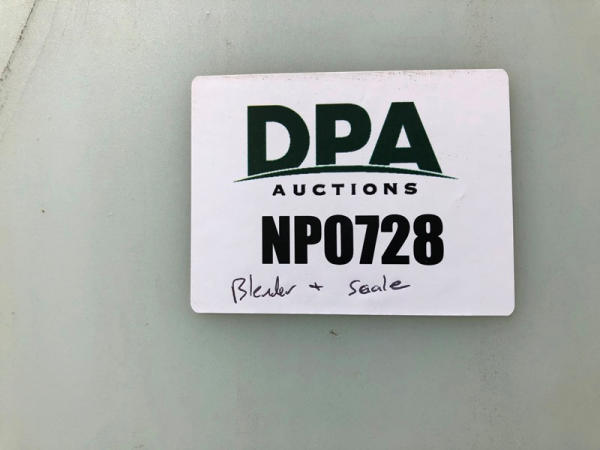 DPA
AUCTIONS
NP0728
Blender + Scale